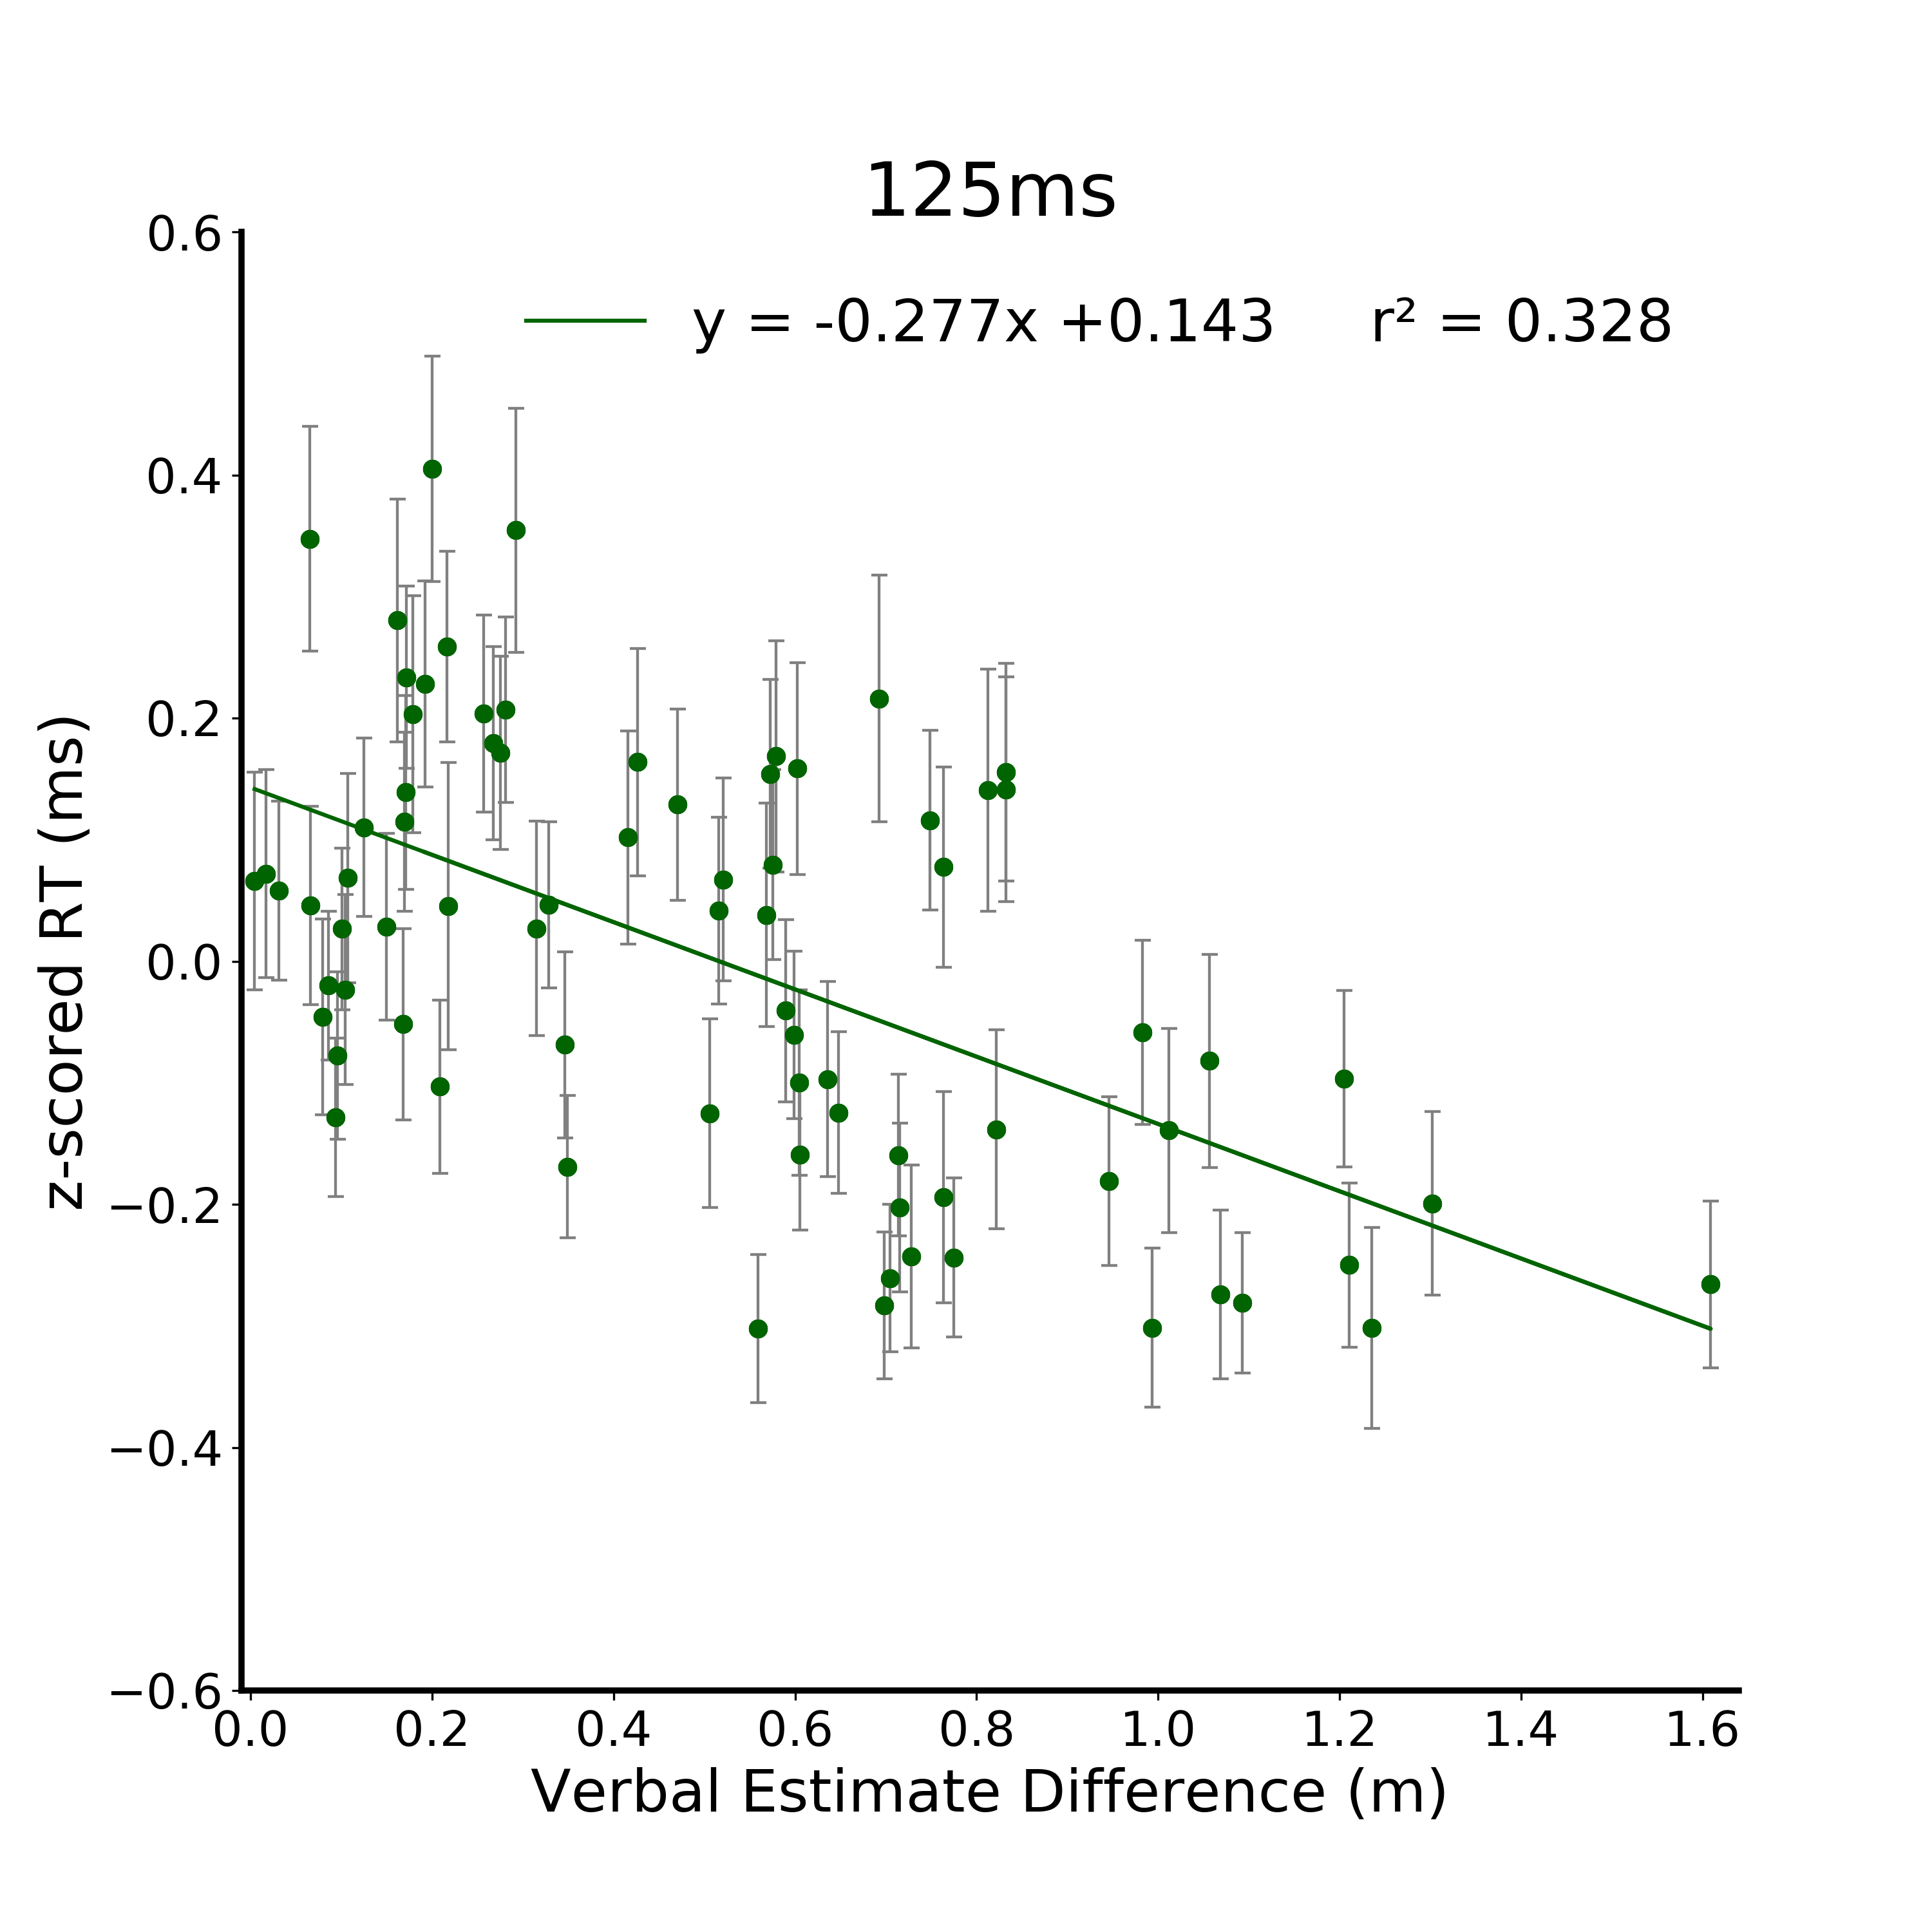 125ms
y = -0.277x +0.143 r² = 0.328
z-scored RT (ms)
0.6
0.4
0.2
0.0
−0.2
−0.4
−0.6
0.0 0.2 0.4 0.6 0.8 1.0 1.2 1.4 1.6
Verbal Estimate Difference (m)